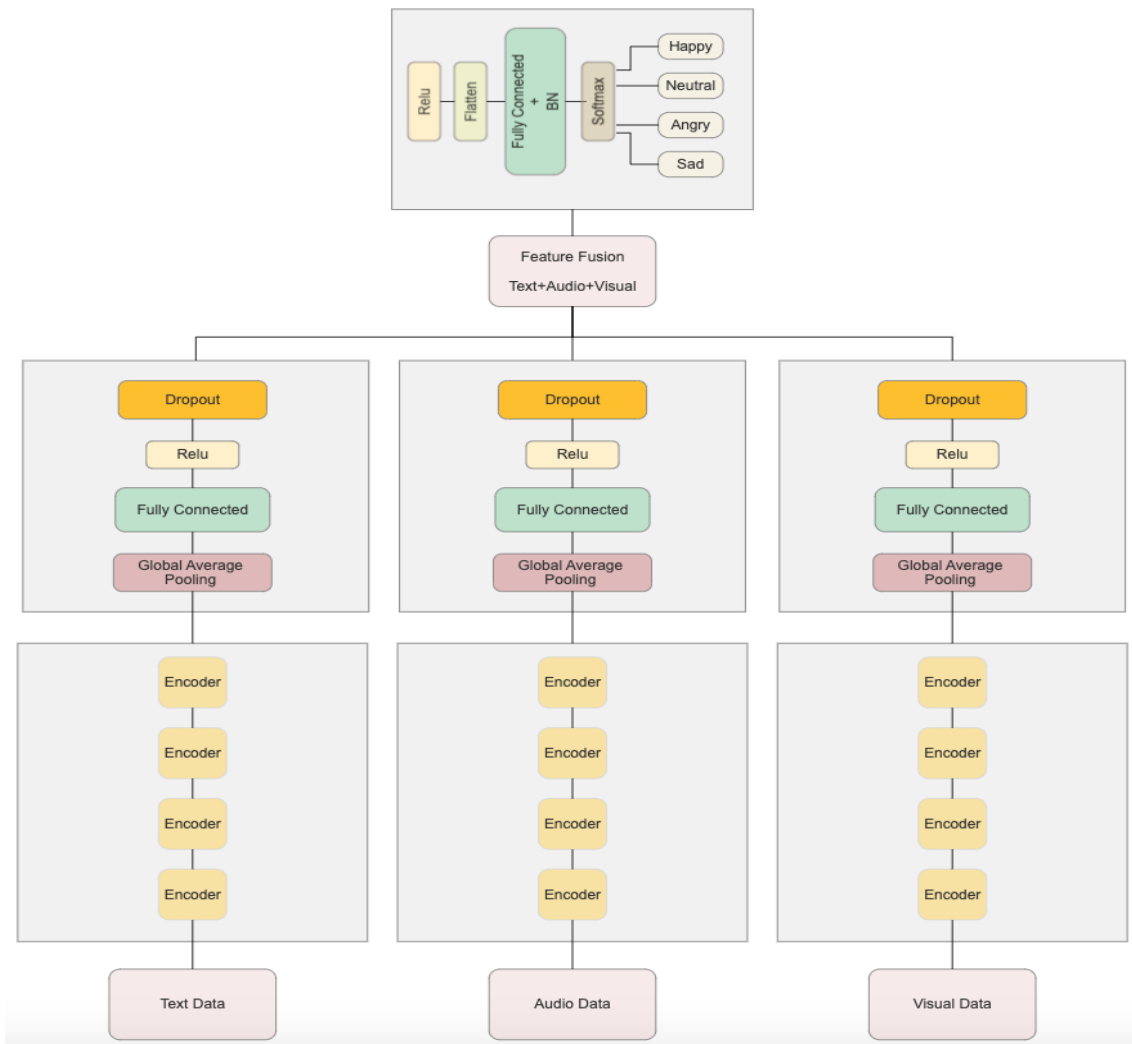 Relu
Flatten
Fully Connected
+
BN
Softmax
Happy
Neutral
Angry
Sad
Feature Fusion
Text+Audio+Visual
Dropout
Relu
Fully Connected
Global Average
Pooling
Encoder
Encoder
Encoder
Encoder
Text Data
Dropout
Relu
Fully Connected
Global Average
Pooling
Encoder
Encoder
Encoder
Encoder
Audio Data
Dropout
Relu
Fully Connected
Global Average
Pooling
Encoder
Encoder
Encoder
Encoder
Visual Data